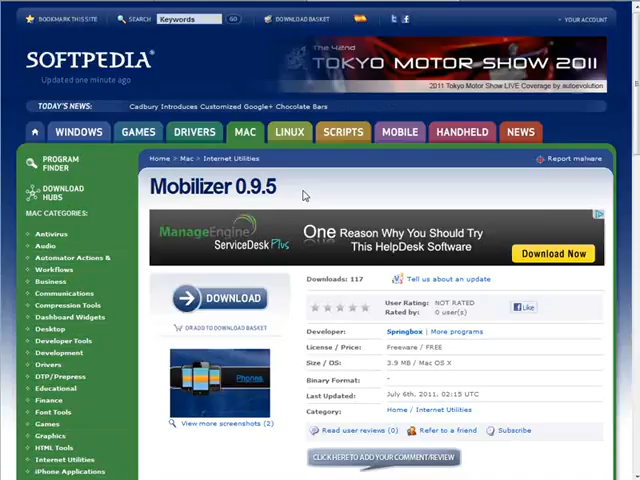 BOOKMARK THIS SITE
SEARCH
Keywords
GO
DOWNLOAD BASKET
YOUR ACCOUNT
SOFTPEDIA®
Updated one minute ago
The 42nd
TOKYO MOTOR SHOW 2011
2011 Tokyo Motor Show LIVE Coverage by autoevolution
TODAY'S NEWS:
Cadbury Introduces Customized Google+ Chocolate Bars
WINDOWS
GAMES
DRIVERS
MAC
LINUX
SCRIPTS
MOBILE
HANDHELD
NEWS
PROGRAM
FINDER
DOWNLOAD
HUBS
MAC CATEGORIES:
Antivirus
Audio
Automator Actions &
Workflows
Business
Communications
Compression Tools
Dashboard Widgets
Desktop
Developer Tools
Development
Drivers
DTP/Prepress
Educational
Finance
Font Tools
Games
Graphics
HTML Tools
Internet Utilities
iPhone Applications
Home > Mac > Internet Utilities
Report malware
Mobilizer 0.9.5
ManageEngine
ServiceDesk Plus
One Reason Why You Should Try
This HelpDesk Software
Download Now
DOWNLOAD
OR ADD TO DOWNLOAD BASKET
Phones
View more screenshots (2)
Downloads: 117
Tell us about an update
User Rating: NOT RATED
Rated by: 0 user(s)
Like
Developer: Springbox | More programs
License / Price: Freeware / FREE
Size / OS: 3.9 MB / Mac OS X
Binary Format: -
Last Updated: July 6th, 2011, 02:15 UTC
Category: Home / Internet Utilities
Read user reviews (0)
Refer to a friend
Subscribe
CLICK HERE TO ADD YOUR COMMENT/REVIEW